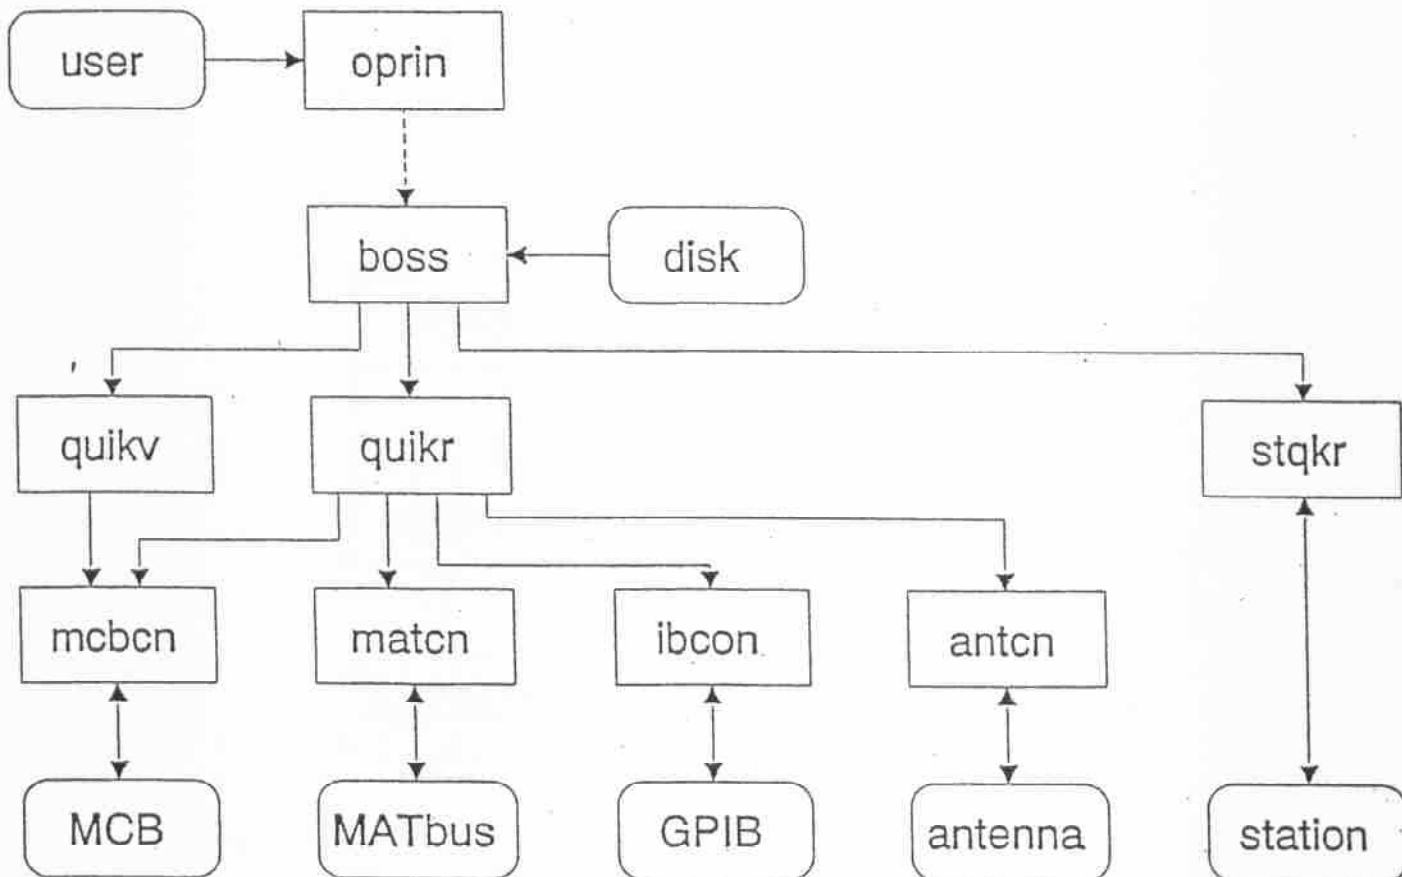 user
oprin
boss
disk
quikv
quikr
stqkr
mcbcn
matcn
ibcon
antcn
MCB
MATbus
GPIB
antenna
station